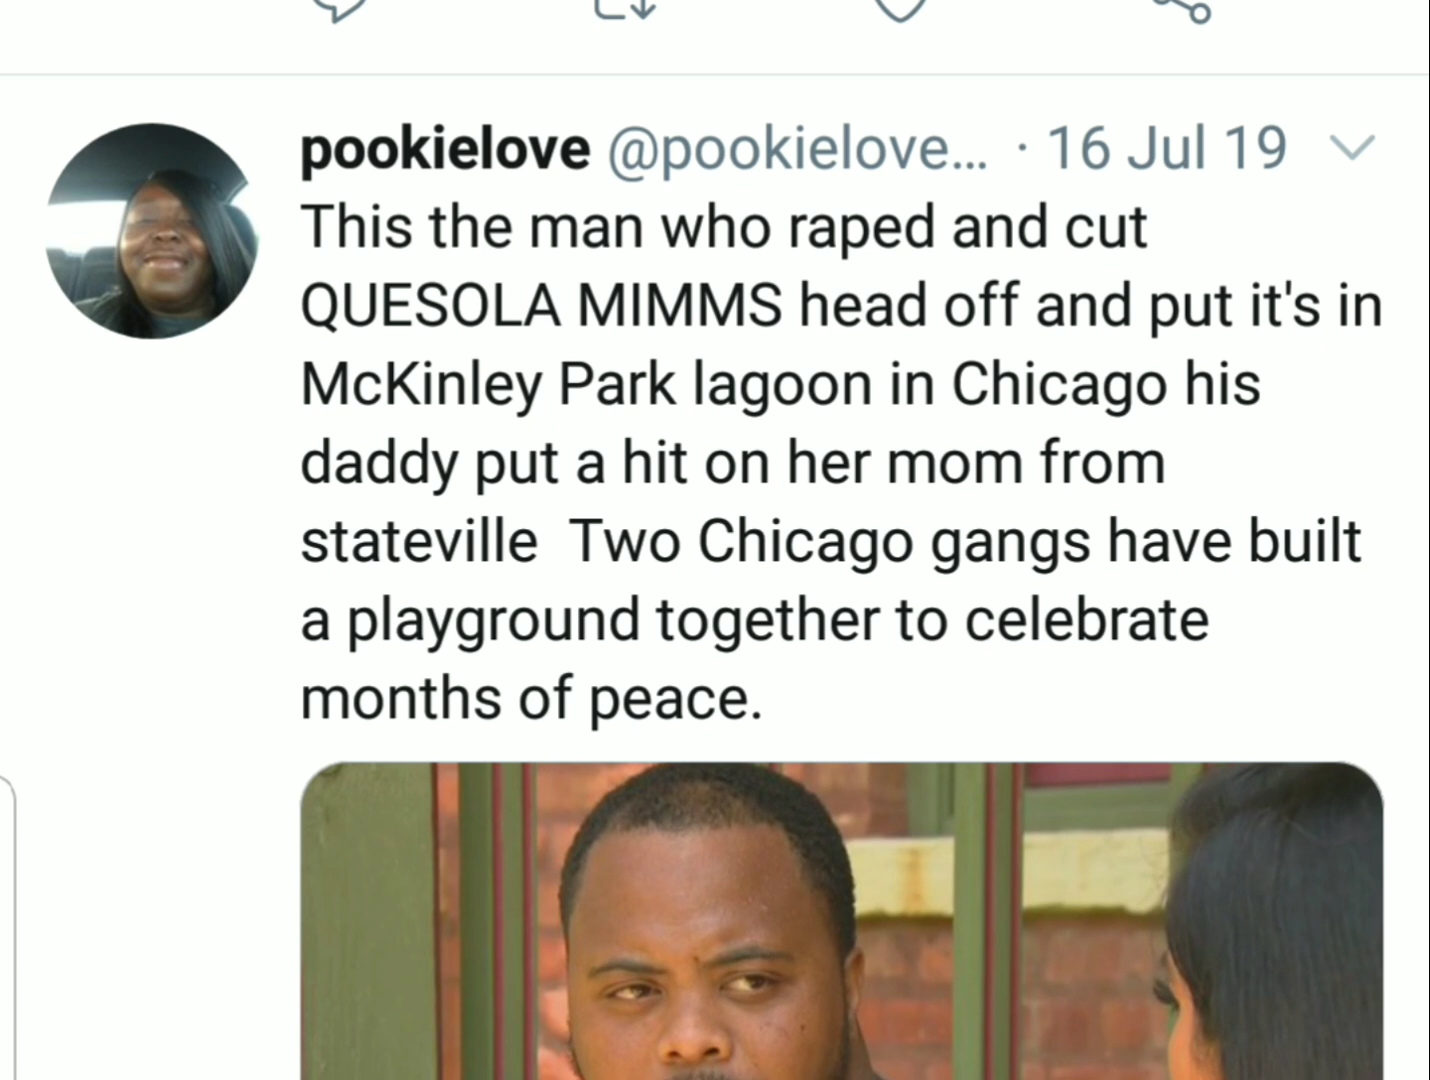 pookielove @pookielove... · 16 Jul 19
This the man who raped and cut
QUESOLA MIMMS head off and put it's in
McKinley Park lagoon in Chicago his
daddy put a hit on her mom from
stateville  Two Chicago gangs have built
a playground together to celebrate
months of peace.